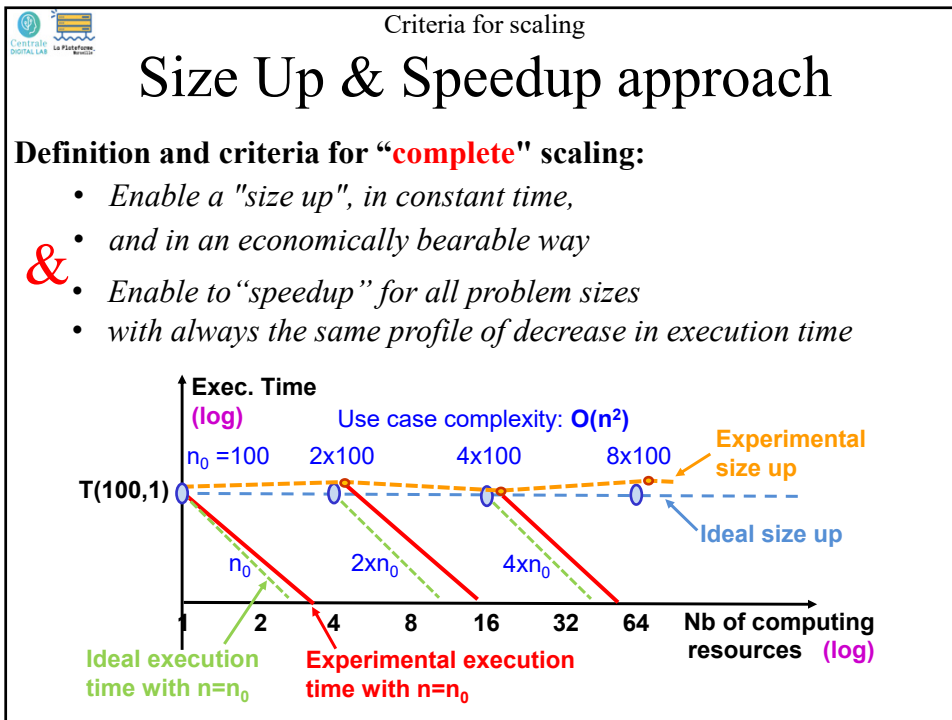 Centrale
DIGITAL LAB
La Plateforme_
Marseille
Criteria for scaling
Size Up & Speedup approach
Definition and criteria for “complete" scaling:
• Enable a "size up", in constant time,
• and in an economically bearable way
&
• Enable to“speedup” for all problem sizes
• with always the same profile of decrease in execution time
Exec. Time
(log)
Use case complexity: O(n²)
n₀ =100 2x100 4x100 8x100
Experimental
size up
T(100,1)
Ideal size up
n₀ 2xn₀ 4xn₀
1 2 4 8 16 32 64
Nb of computing
resources (log)
Ideal execution
time with n=n₀
Experimental execution
time with n=n₀